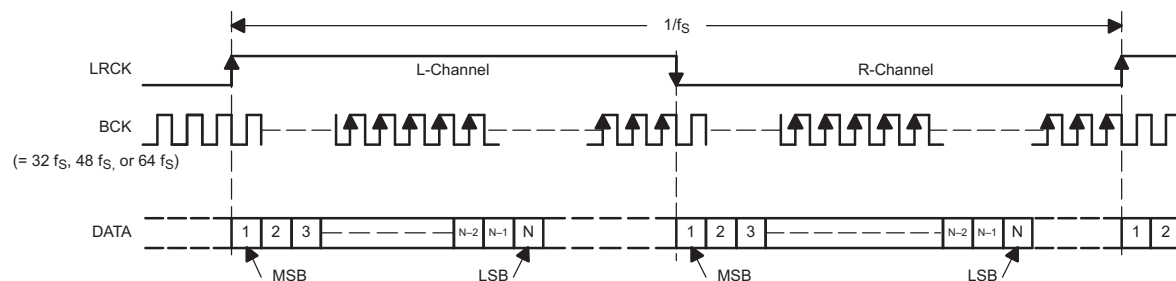 1/fS
LRCK
L-Channel
R-Channel
BCK
(= 32 fS, 48 fS, or 64 fS)
DATA
1 2 3 N–2 N–1 N 1 2 3 N–2 N–1 N 1 2
MSB LSB MSB LSB